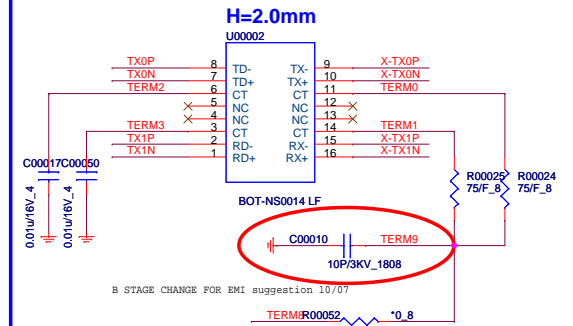 H=2.0mm
U00002
TX0P 8 TD- TX- 9 X-TX0P
TX0N 7 TD+ TX+ 10 X-TX0N
TERM2 6 CT CT 11 TERM0
5 NC NC 12
4 NC NC 13
TERM3 3 CT CT 14 TERM1
TX1P 2 RD- RX- 15 X-TX1P
TX1N 1 RD+ RX+ 16 X-TX1N
C00017 C00050
0.01u/16V_4
0.01u/16V_4
R00025
75/F_8
R00024
75/F_8
BOT-NS0014 LF
C00010 TERM9
10P/3KV_1808
B STAGE CHANGE FOR EMI suggestion 10/07
TERM8 R00052 *0_8